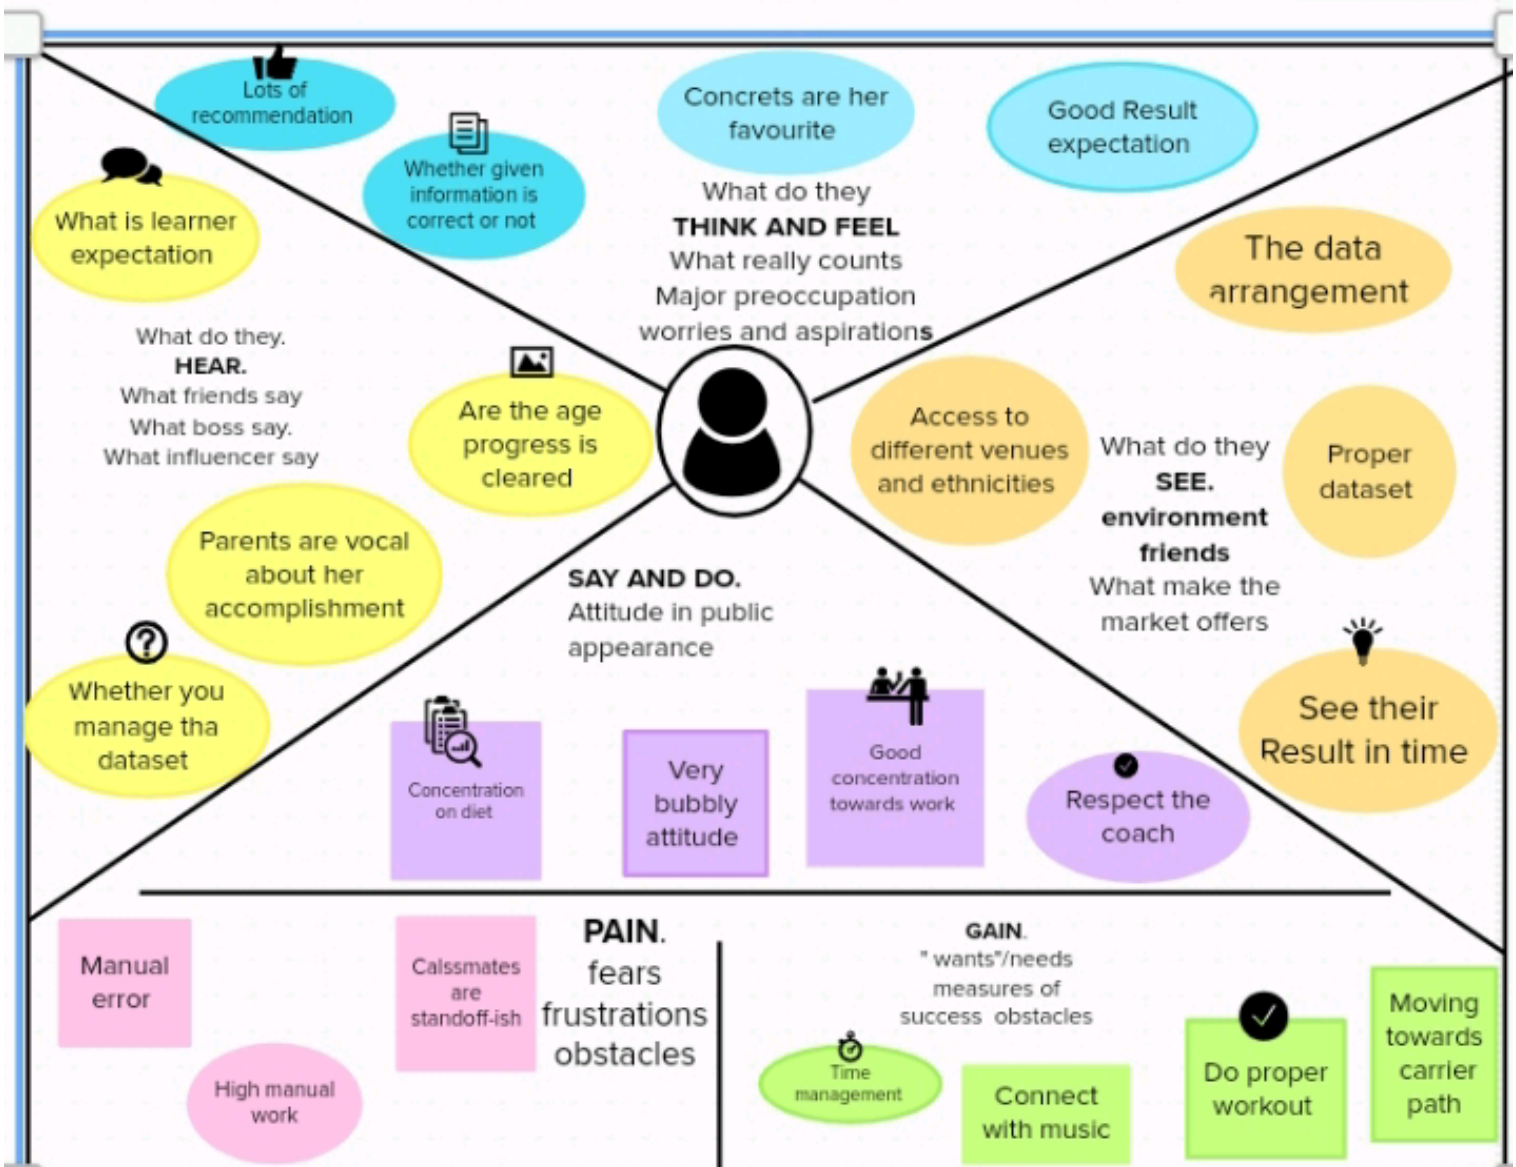 Lots of
recommendation
Whether given
information is
correct or not
Concrets are her
favourite
Good Result
expectation
What do they
THINK AND FEEL
What really counts
Major preoccupation
worries and aspirations
What is learner
expectation
What do they.
HEAR.
What friends say
What boss say.
What influencer say
Are the age
progress is
cleared
Parents are vocal
about her
accomplishment
Whether you
manage tha
dataset
The data
arrangement
Access to
different venues
and ethnicities
What do they
SEE.
environment
friends
What make the
market offers
Proper
dataset
See their
Result in time
SAY AND DO.
Attitude in public
appearance
Concentration
on diet
Very
bubbly
attitude
Good
concentration
towards work
Respect the
coach
Manual
error
High manual
work
Calssmates
are
standoff-ish
PAIN.
fears
frustrations
obstacles
GAIN.
" wants"/needs
measures of
success obstacles
Time
management
Connect
with music
Do proper
workout
Moving
towards
carrier
path